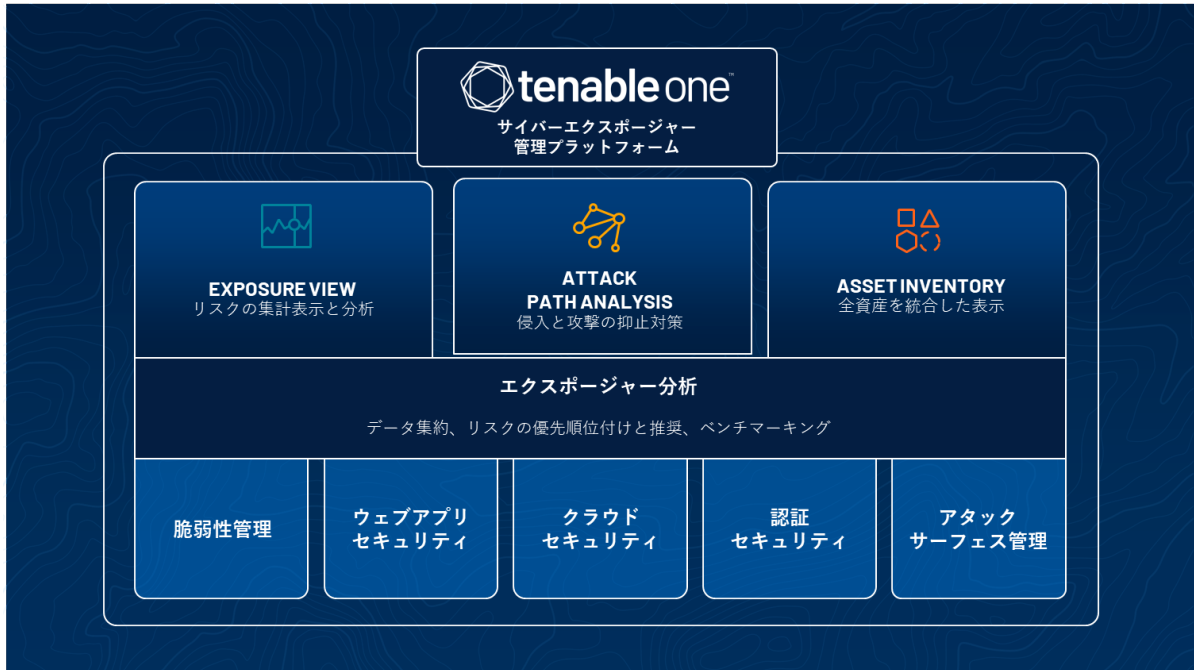 tenable one™
サイバーエクスポージャー
管理プラットフォーム
EXPOSURE VIEW
リスクの集計表示と分析
ATTACK
PATH ANALYSIS
侵入と攻撃の抑止対策
ASSET INVENTORY
全資産を統合した表示
エクスポージャー分析
データ集約、リスクの優先順位付けと推奨、ベンチマーキング
脆弱性管理
ウェブアプリ
セキュリティ
クラウド
セキュリティ
認証
セキュリティ
アタック
サーフェス管理